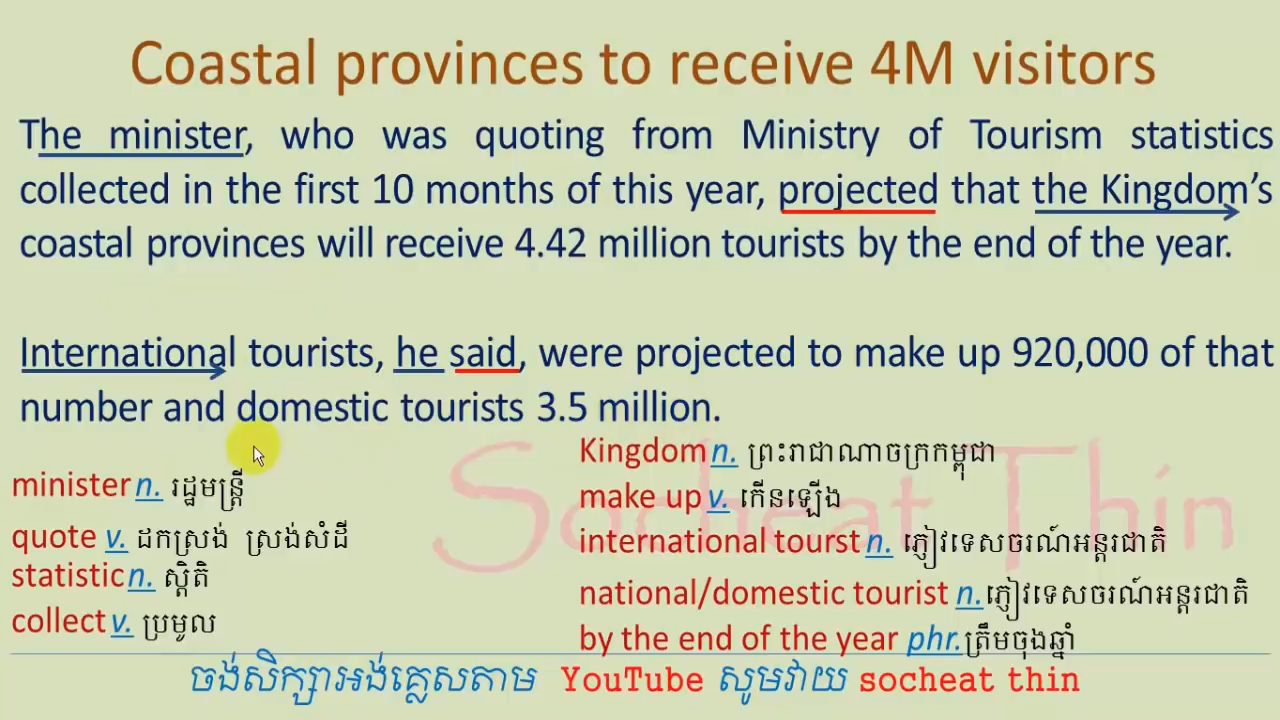 Coastal provinces to receive 4M visitors
The minister, who was quoting from Ministry of Tourism statistics
collected in the first 10 months of this year, projected that the Kingdom's
coastal provinces will receive 4.42 million tourists by the end of the year.
International tourists, he said, were projected to make up 920,000 of that
number and domestic tourists 3.5 million.
minister n. រដ្ឋមន្ត្រី
quote v. ដកស្រង់ ស្រង់សំដី
statistic n. ស្ថិតិ
collect v. ប្រមូល
Kingdom n. ព្រះរាជាណាចក្រកម្ពុជា
make up v. កើនឡើង
international tourst n. ភ្ញៀវទេសចរណ៍អន្តរជាតិ
national/domestic tourist n. ភ្ញៀវទេសចរណ៍អន្តរជាតិ
by the end of the year phr. ត្រឹមចុងឆ្នាំ
Socheat Thin
ចង់សិក្សាអង់គ្លេសតាម YouTube សូមវាយ socheat thin